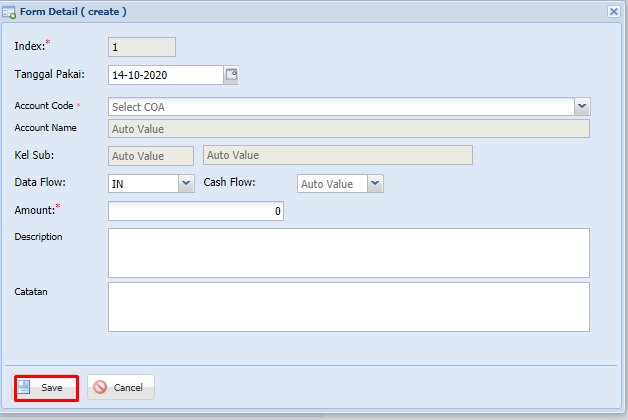 Form Detail ( create )
Index:* 1
Tanggal Pakai: 14-10-2020
Account Code * Select COA
Account Name Auto Value
Kel Sub: Auto Value Auto Value
Data Flow: IN Cash Flow: Auto Value
Amount:* 0
Description
Catatan
Save Cancel